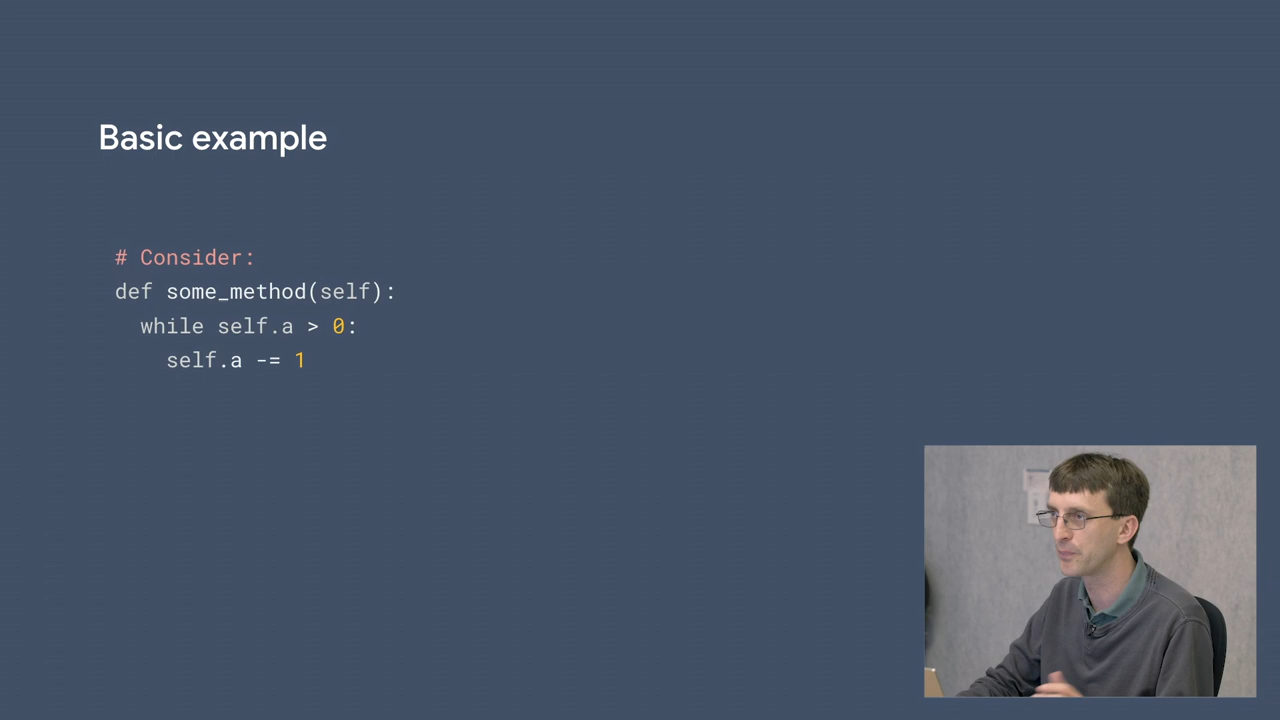 Basic example
# Consider:
def some_method(self):
  while self.a > 0:
    self.a -= 1